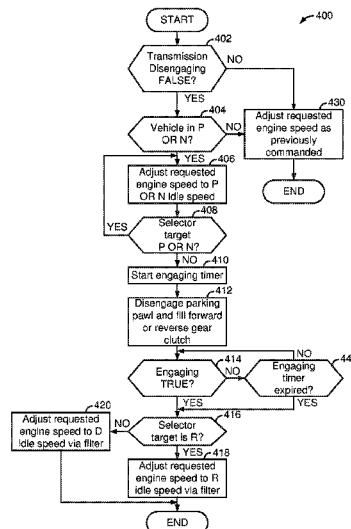 START
400
402
Transmission
Disengaging
FALSE?
NO
YES
404
Vehicle in P
OR N?
NO
430
Adjust requested
engine speed as
previously
commanded
END
YES
406
Adjust requested
engine speed to P
OR N Idle speed
408
YES
Selector
target
P OR N?
NO
410
Start engaging timer
412
Disengage parking
pawl and fill forward
or reverse gear
clutch
NO
414
Engaging
TRUE?
NO
Engaging
timer
expired?
YES
YES
416
Selector
target is R?
NO
420
Adjust requested
engine speed to D
Idle speed via filter
YES
418
Adjust requested
engine speed to R
idle speed via filter
END